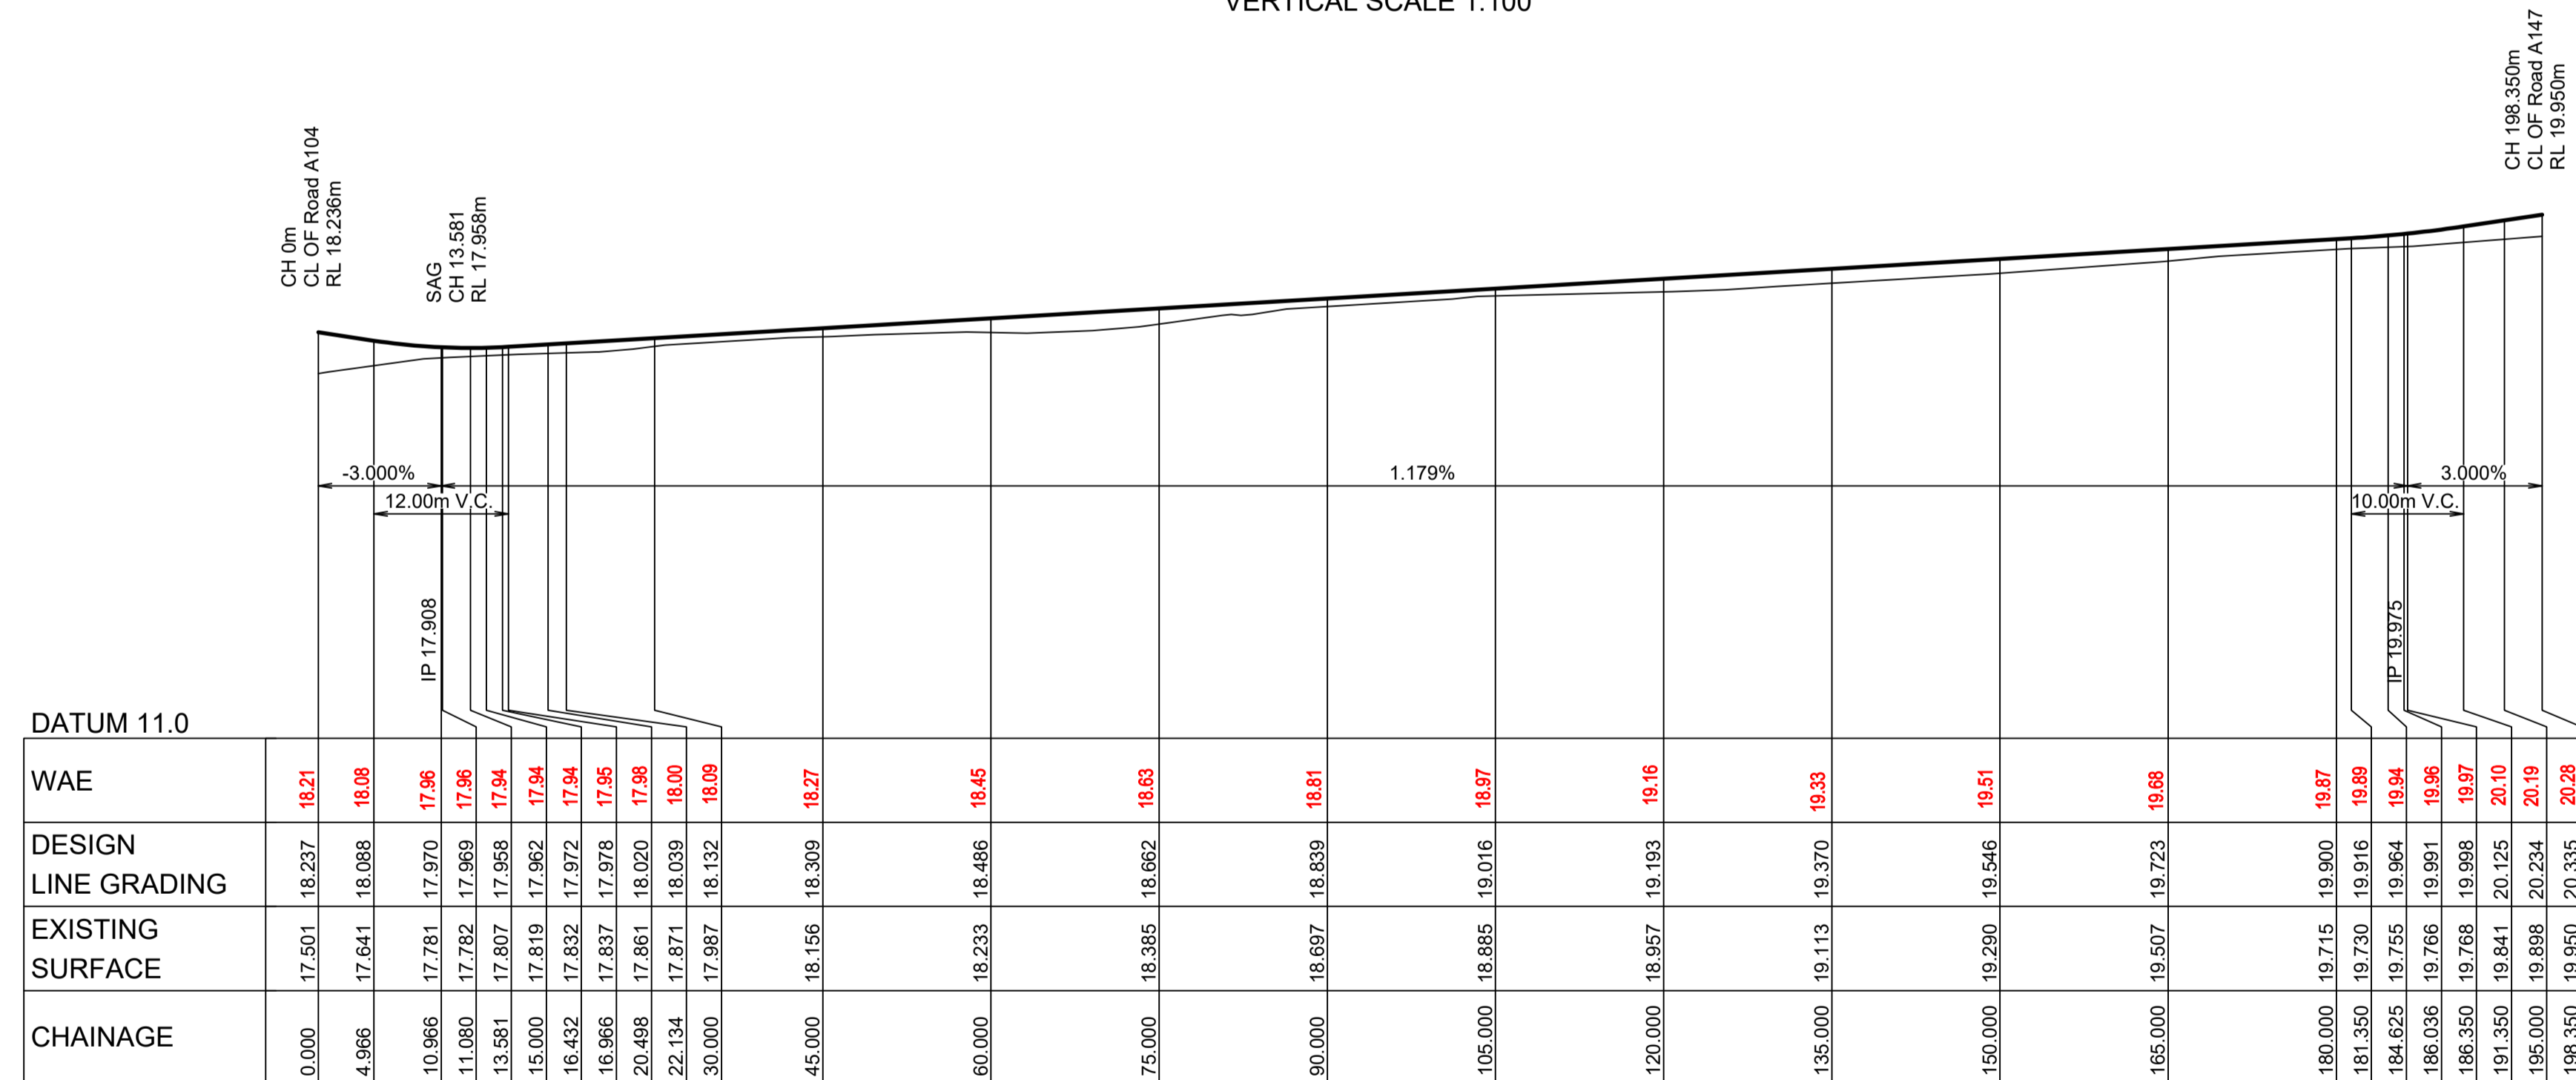 VERTICAL SCALE 1:100
CH 0m
CL OF Road A104
RL 18.236m
SAG
CH 13.581
RL 17.958m
CH 198.350m
CL OF Road A147
RL 19.950m
-3.000%
1.179%
3.000%
12.00m V.C.
10.00m V.C.
IP 17.908
IP 19.975
DATUM 11.0
WAE 18.21 18.08 17.96 17.96 17.94 17.94 17.94 17.95 17.98 18.00 18.09 18.27 18.45 18.63 18.81 18.97 19.16 19.33 19.51 19.68 19.87 19.89 19.94 19.96 19.97 20.10 20.19 20.28
DESIGN
LINE GRADING 18.237 18.088 17.970 17.969 17.958 17.962 17.972 17.978 18.020 18.039 18.132 18.309 18.486 18.662 18.839 19.016 19.193 19.370 19.546 19.723 19.900 19.916 19.964 19.991 19.998 20.125 20.234 20.335
EXISTING
SURFACE 17.501 17.641 17.781 17.782 17.807 17.819 17.832 17.837 17.861 17.871 17.987 18.156 18.233 18.385 18.697 18.885 18.957 19.113 19.290 19.507 19.715 19.730 19.755 19.766 19.768 19.841 19.898 19.950
CHAINAGE 0.000 4.966 10.966 11.080 13.581 15.000 16.432 16.966 20.498 22.134 30.000 45.000 60.000 75.000 90.000 105.000 120.000 135.000 150.000 165.000 180.000 181.350 184.625 186.036 186.350 191.350 195.000 198.350